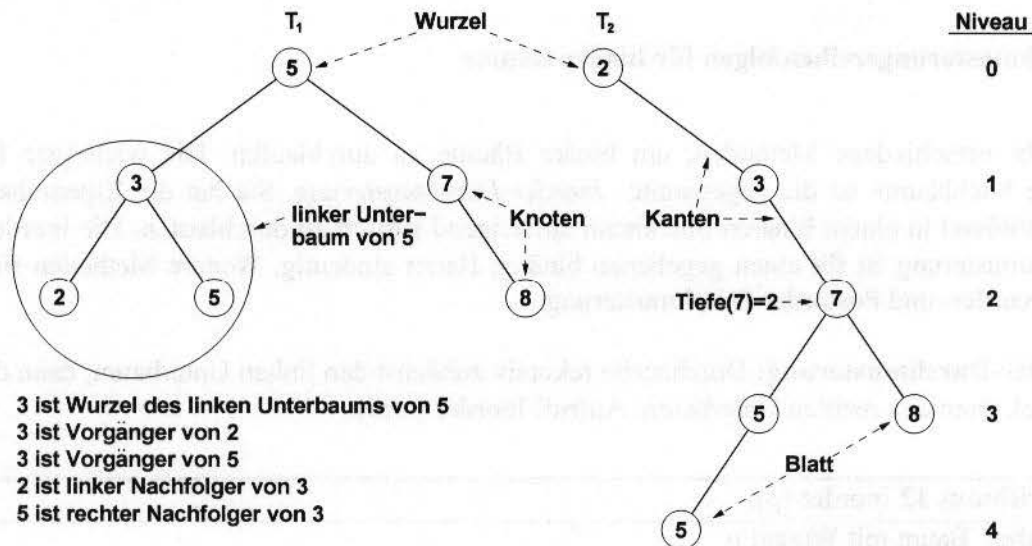 T₁ Wurzel T₂ Niveau
5 2 0
3 7 3 1
linker Unter-
baum von 5
Knoten Kanten
2 5 8 Tiefe(7)=2 7 2
3 ist Wurzel des linken Unterbaumes von 5
3 ist Vorgänger von 2
3 ist Vorgänger von 5
2 ist linker Nachfolger von 3
5 ist rechter Nachfolger von 3
5 8 3
Blatt
5 4